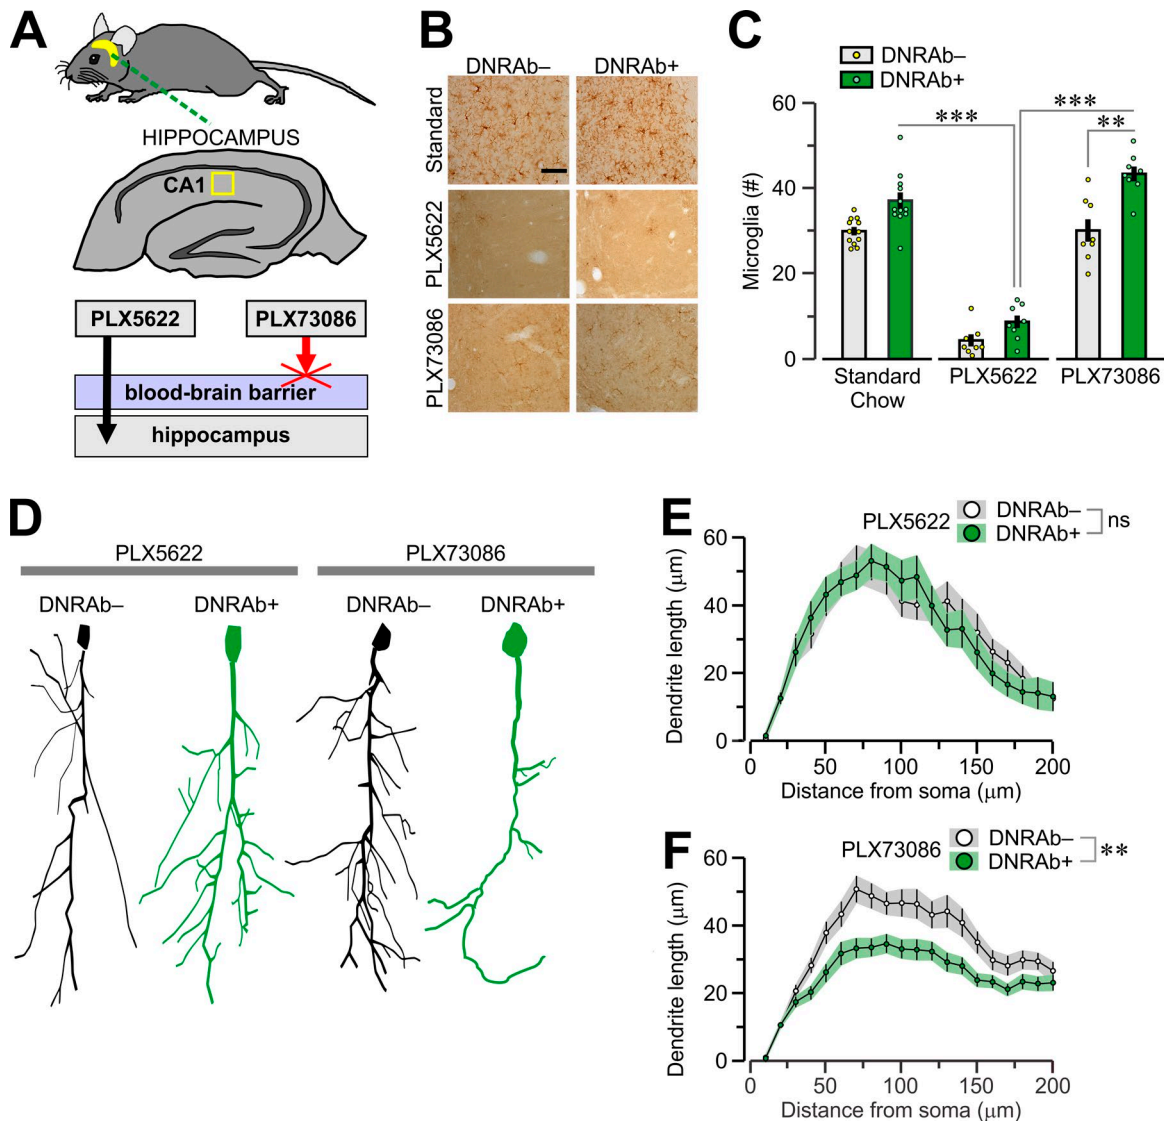 A
HIPPOCAMPUS
CA1
PLX5622
PLX73086
blood-brain barrier
hippocampus
B
DNRAb–
DNRAb+
Standard
PLX5622
PLX73086
C
DNRAb–
DNRAb+
Microglia (#)
60
40
20
0
***
***
**
Standard
Chow
PLX5622
PLX73086
D
PLX5622
PLX73086
DNRAb–
DNRAb+
DNRAb–
DNRAb+
E
PLX5622
DNRAb–
DNRAb+
ns
Dendrite length (μm)
60
40
20
0
0
50
100
150
200
Distance from soma (μm)
F
PLX73086
DNRAb–
DNRAb+
**
Dendrite length (μm)
60
40
20
0
0
50
100
150
200
Distance from soma (μm)